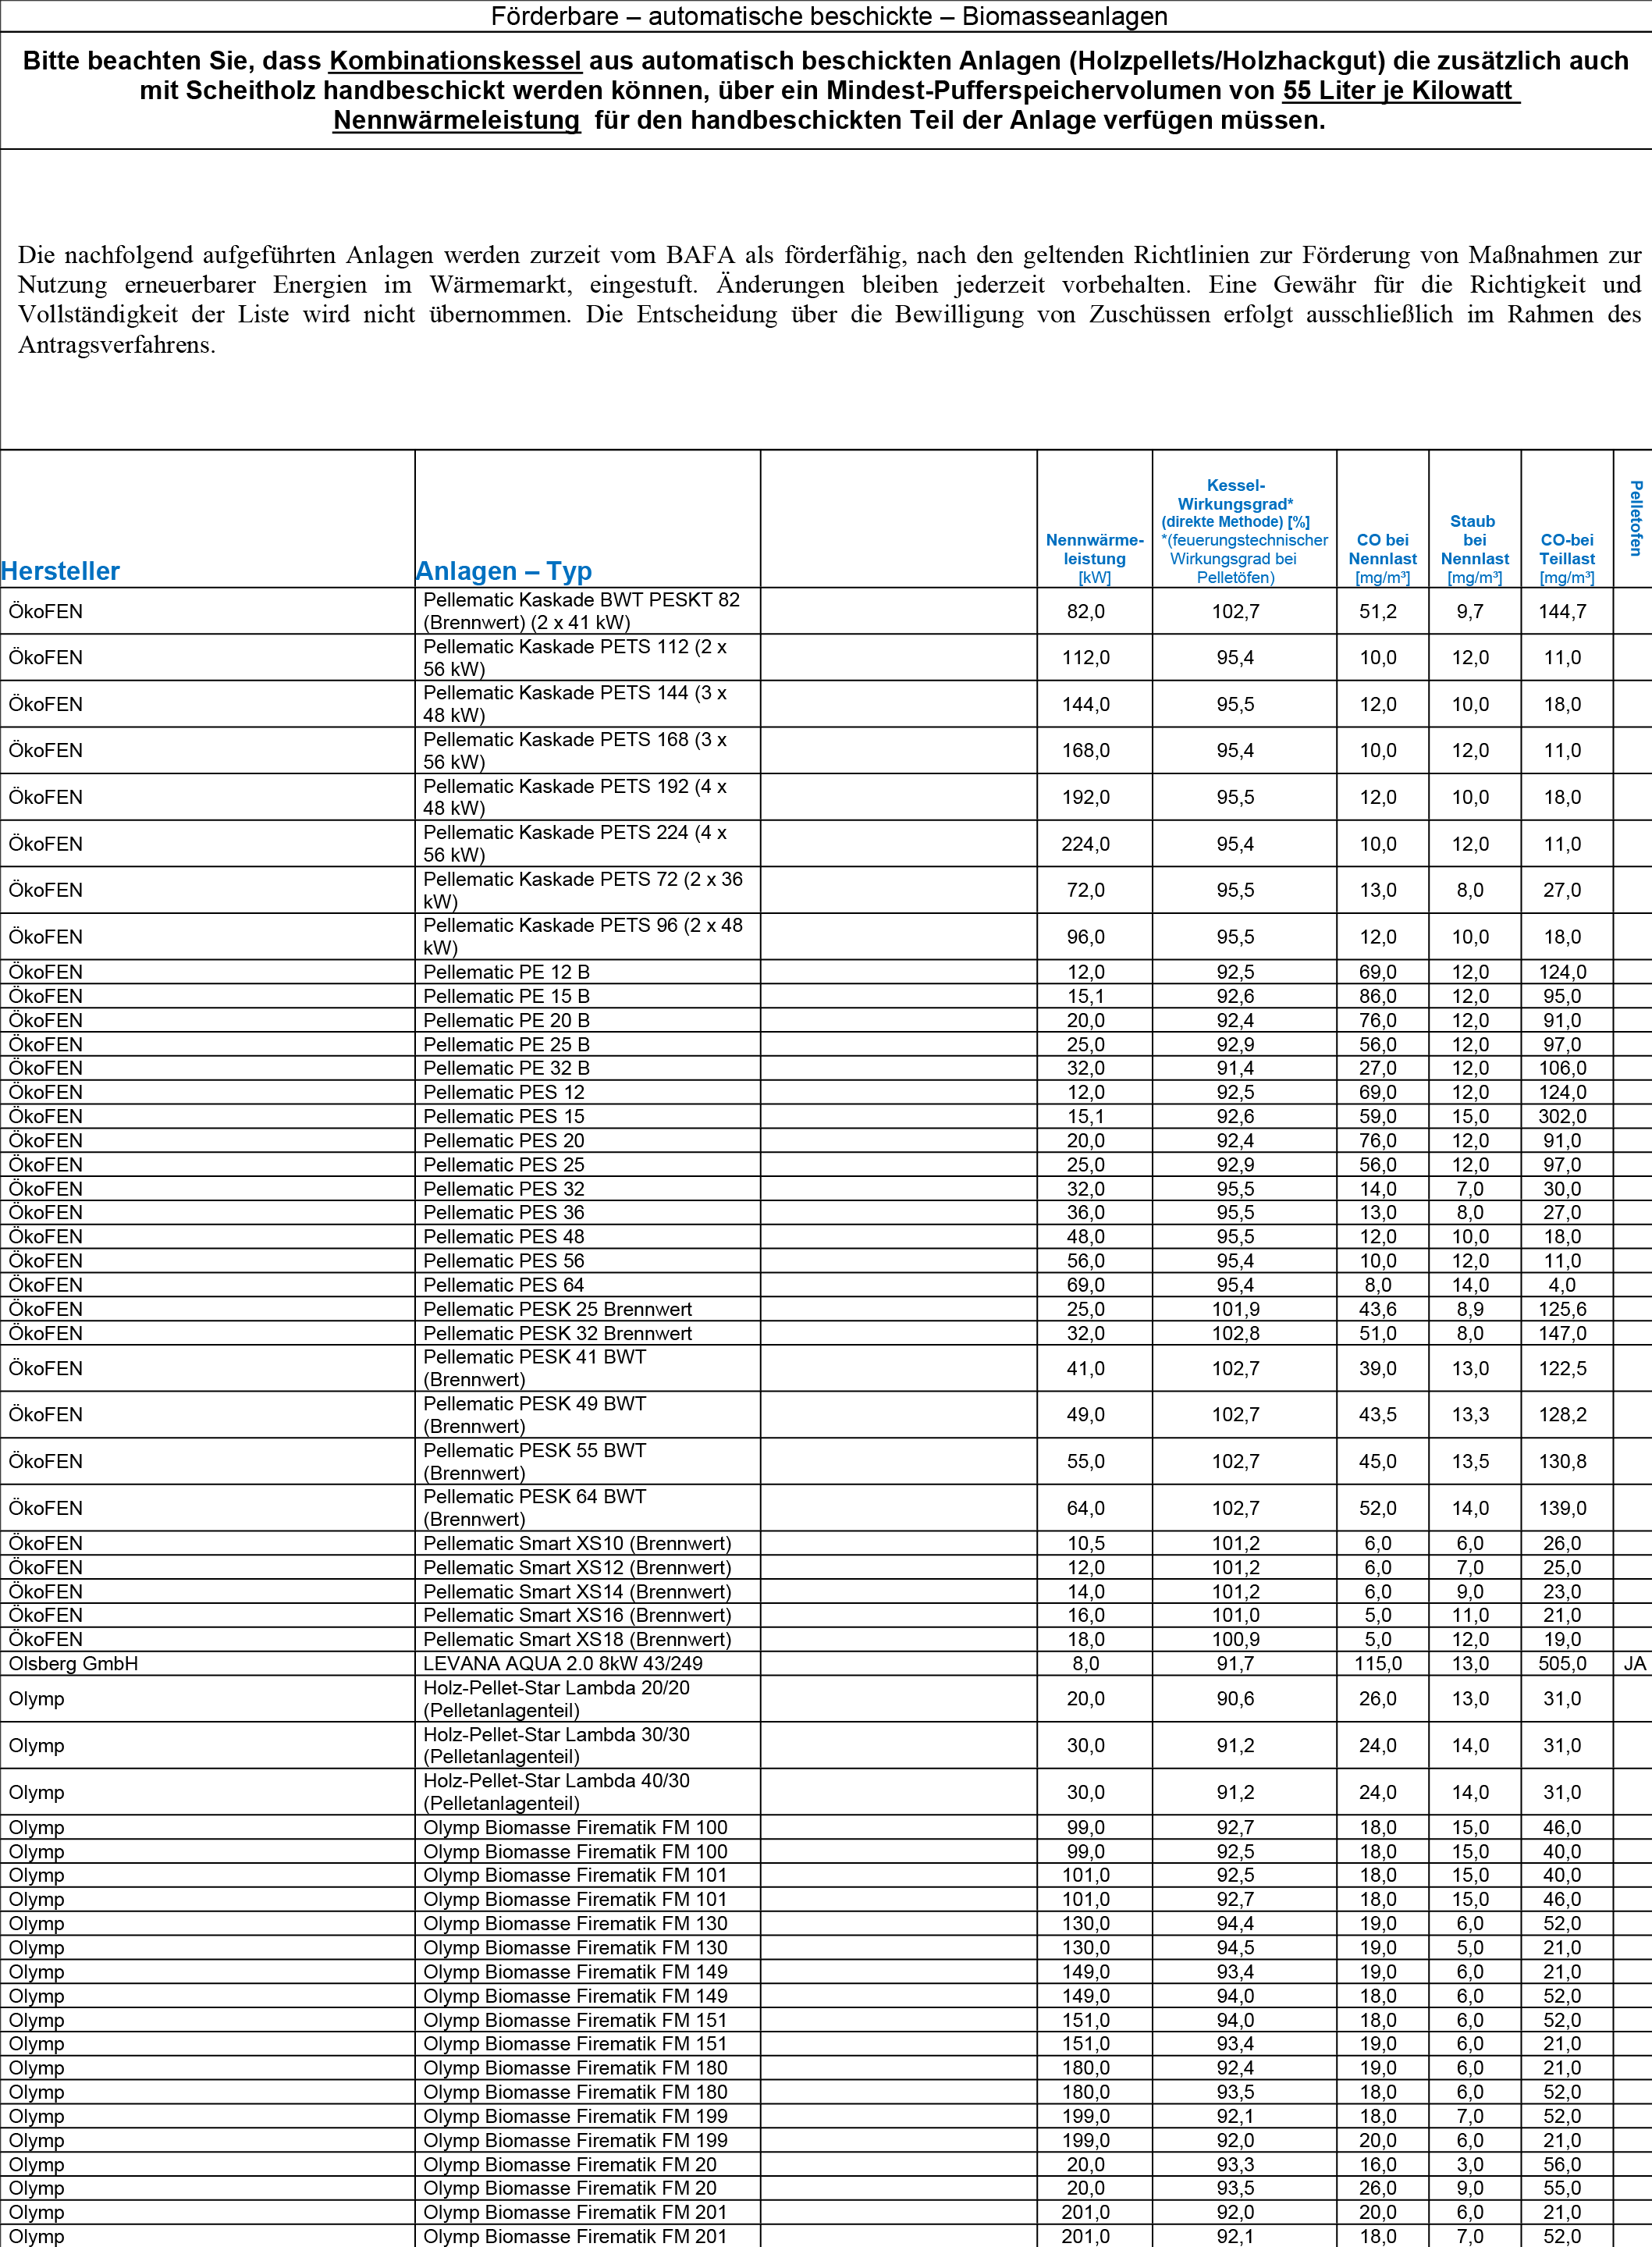 Förderbare – automatische beschickte – Biomasseanlagen
Bitte beachten Sie, dass Kombinationskessel aus automatisch beschickten Anlagen (Holzpellets/Holzhackgut) die zusätzlich auch
mit Scheitholz handbeschickt werden können, über ein Mindest-Pufferspeichervolumen von 55 Liter je Kilowatt
Nennwärmeleistung für den handbeschickten Teil der Anlage verfügen müssen.
Die nachfolgend aufgeführten Anlagen werden zurzeit vom BAFA als förderfähig, nach den geltenden Richtlinien zur Förderung von Maßnahmen zur
Nutzung erneuerbarer Energien im Wärmemarkt, eingestuft. Änderungen bleiben jederzeit vorbehalten. Eine Gewähr für die Richtigkeit und
Vollständigkeit der Liste wird nicht übernommen. Die Entscheidung über die Bewilligung von Zuschüssen erfolgt ausschließlich im Rahmen des
Antragsverfahrens.
Hersteller
Anlagen – Typ
Nennwärme-
leistung
[kW]
Kessel-
Wirkungsgrad*
(direkte Methode) [%]
*(feuerungstechnischer
Wirkungsgrad bei
Pelletöfen)
CO bei
Nennlast
[mg/m³]
Staub
bei
Nennlast
[mg/m³]
CO-bei
Teillast
[mg/m³]
Pelletofen
ÖkoFEN Pellematic Kaskade BWT PESKT 82
(Brennwert) (2 x 41 kW) 82,0 102,7 51,2 9,7 144,7
ÖkoFEN Pellematic Kaskade PETS 112 (2 x
56 kW) 112,0 95,4 10,0 12,0 11,0
ÖkoFEN Pellematic Kaskade PETS 144 (3 x
48 kW) 144,0 95,5 12,0 10,0 18,0
ÖkoFEN Pellematic Kaskade PETS 168 (3 x
56 kW) 168,0 95,4 10,0 12,0 11,0
ÖkoFEN Pellematic Kaskade PETS 192 (4 x
48 kW) 192,0 95,5 12,0 10,0 18,0
ÖkoFEN Pellematic Kaskade PETS 224 (4 x
56 kW) 224,0 95,4 10,0 12,0 11,0
ÖkoFEN Pellematic Kaskade PETS 72 (2 x 36
kW) 72,0 95,5 13,0 8,0 27,0
ÖkoFEN Pellematic Kaskade PETS 96 (2 x 48
kW) 96,0 95,5 12,0 10,0 18,0
ÖkoFEN Pellematic PE 12 B 12,0 92,5 69,0 12,0 124,0
ÖkoFEN Pellematic PE 15 B 15,1 92,6 86,0 12,0 95,0
ÖkoFEN Pellematic PE 20 B 20,0 92,4 76,0 12,0 91,0
ÖkoFEN Pellematic PE 25 B 25,0 92,9 56,0 12,0 97,0
ÖkoFEN Pellematic PE 32 B 32,0 91,4 27,0 12,0 106,0
ÖkoFEN Pellematic PES 12 12,0 92,5 69,0 12,0 124,0
ÖkoFEN Pellematic PES 15 15,1 92,6 59,0 15,0 302,0
ÖkoFEN Pellematic PES 20 20,0 92,4 76,0 12,0 91,0
ÖkoFEN Pellematic PES 25 25,0 92,9 56,0 12,0 97,0
ÖkoFEN Pellematic PES 32 32,0 95,5 14,0 7,0 30,0
ÖkoFEN Pellematic PES 36 36,0 95,5 13,0 8,0 27,0
ÖkoFEN Pellematic PES 48 48,0 95,5 12,0 10,0 18,0
ÖkoFEN Pellematic PES 56 56,0 95,4 10,0 12,0 11,0
ÖkoFEN Pellematic PES 64 69,0 95,4 8,0 14,0 4,0
ÖkoFEN Pellematic PESK 25 Brennwert 25,0 101,9 43,6 8,9 125,6
ÖkoFEN Pellematic PESK 32 Brennwert 32,0 102,8 51,0 8,0 147,0
ÖkoFEN Pellematic PESK 41 BWT
(Brennwert) 41,0 102,7 39,0 13,0 122,5
ÖkoFEN Pellematic PESK 49 BWT
(Brennwert) 49,0 102,7 43,5 13,3 128,2
ÖkoFEN Pellematic PESK 55 BWT
(Brennwert) 55,0 102,7 45,0 13,5 130,8
ÖkoFEN Pellematic PESK 64 BWT
(Brennwert) 64,0 102,7 52,0 14,0 139,0
ÖkoFEN Pellematic Smart XS10 (Brennwert) 10,5 101,2 6,0 6,0 26,0
ÖkoFEN Pellematic Smart XS12 (Brennwert) 12,0 101,2 6,0 7,0 25,0
ÖkoFEN Pellematic Smart XS14 (Brennwert) 14,0 101,2 6,0 9,0 23,0
ÖkoFEN Pellematic Smart XS16 (Brennwert) 16,0 101,0 5,0 11,0 21,0
ÖkoFEN Pellematic Smart XS18 (Brennwert) 18,0 100,9 5,0 12,0 19,0
Olsberg GmbH LEVANA AQUA 2.0 8kW 43/249 8,0 91,7 115,0 13,0 505,0 JA
Olymp Holz-Pellet-Star Lambda 20/20
(Pelletanlagenteil) 20,0 90,6 26,0 13,0 31,0
Olymp Holz-Pellet-Star Lambda 30/30
(Pelletanlagenteil) 30,0 91,2 24,0 14,0 31,0
Olymp Holz-Pellet-Star Lambda 40/30
(Pelletanlagenteil) 30,0 91,2 24,0 14,0 31,0
Olymp Olymp Biomasse Firematik FM 100 99,0 92,7 18,0 15,0 46,0
Olymp Olymp Biomasse Firematik FM 100 99,0 92,5 18,0 15,0 40,0
Olymp Olymp Biomasse Firematik FM 101 101,0 92,5 18,0 15,0 40,0
Olymp Olymp Biomasse Firematik FM 101 101,0 92,7 18,0 15,0 46,0
Olymp Olymp Biomasse Firematik FM 130 130,0 94,4 19,0 6,0 52,0
Olymp Olymp Biomasse Firematik FM 130 130,0 94,5 19,0 5,0 21,0
Olymp Olymp Biomasse Firematik FM 149 149,0 93,4 19,0 6,0 21,0
Olymp Olymp Biomasse Firematik FM 149 149,0 94,0 18,0 6,0 52,0
Olymp Olymp Biomasse Firematik FM 151 151,0 94,0 18,0 6,0 52,0
Olymp Olymp Biomasse Firematik FM 151 151,0 93,4 19,0 6,0 21,0
Olymp Olymp Biomasse Firematik FM 180 180,0 92,4 19,0 6,0 21,0
Olymp Olymp Biomasse Firematik FM 180 180,0 93,5 18,0 6,0 52,0
Olymp Olymp Biomasse Firematik FM 199 199,0 92,1 18,0 7,0 52,0
Olymp Olymp Biomasse Firematik FM 199 199,0 92,0 20,0 6,0 21,0
Olymp Olymp Biomasse Firematik FM 20 20,0 93,3 16,0 3,0 56,0
Olymp Olymp Biomasse Firematik FM 20 20,0 93,5 26,0 9,0 55,0
Olymp Olymp Biomasse Firematik FM 201 201,0 92,0 20,0 6,0 21,0
Olymp Olymp Biomasse Firematik FM 201 201,0 92,1 18,0 7,0 52,0